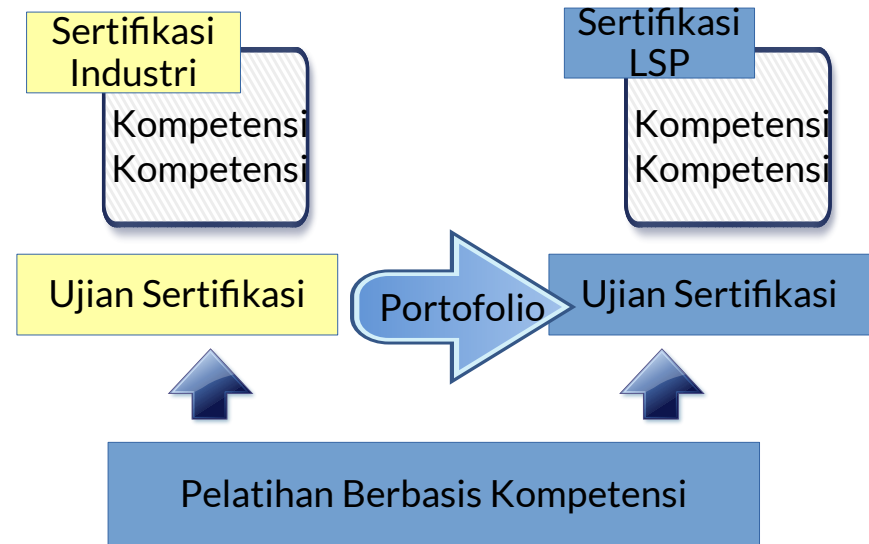 Sertifikasi
Industri
Kompetensi
Kompetensi
Sertifikasi
LSP
Kompetensi
Kompetensi
Ujian Sertifikasi
Portofolio
Ujian Sertifikasi
Pelatihan Berbasis Kompetensi